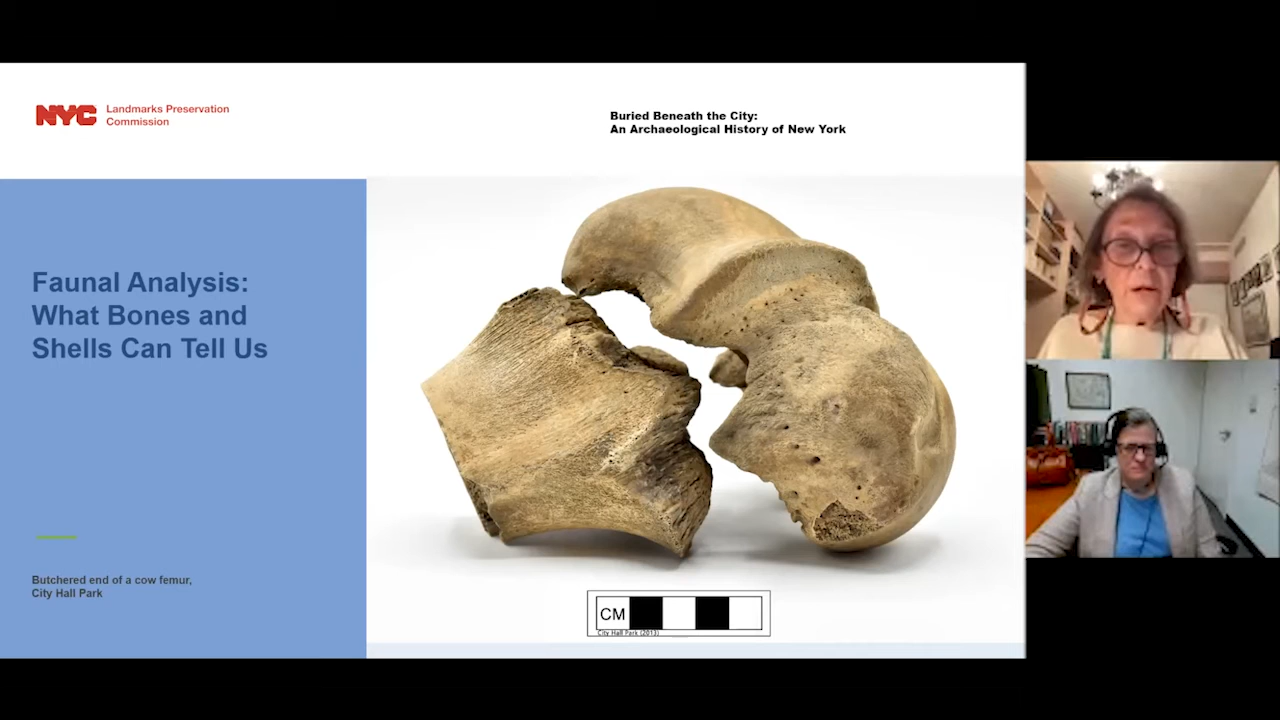 NYC
Landmarks Preservation
Commission
Buried Beneath the City:
An Archaeological History of New York
Faunal Analysis:
What Bones and
Shells Can Tell Us
Butchered end of a cow femur,
City Hall Park
CM
City Hall Park (2013)